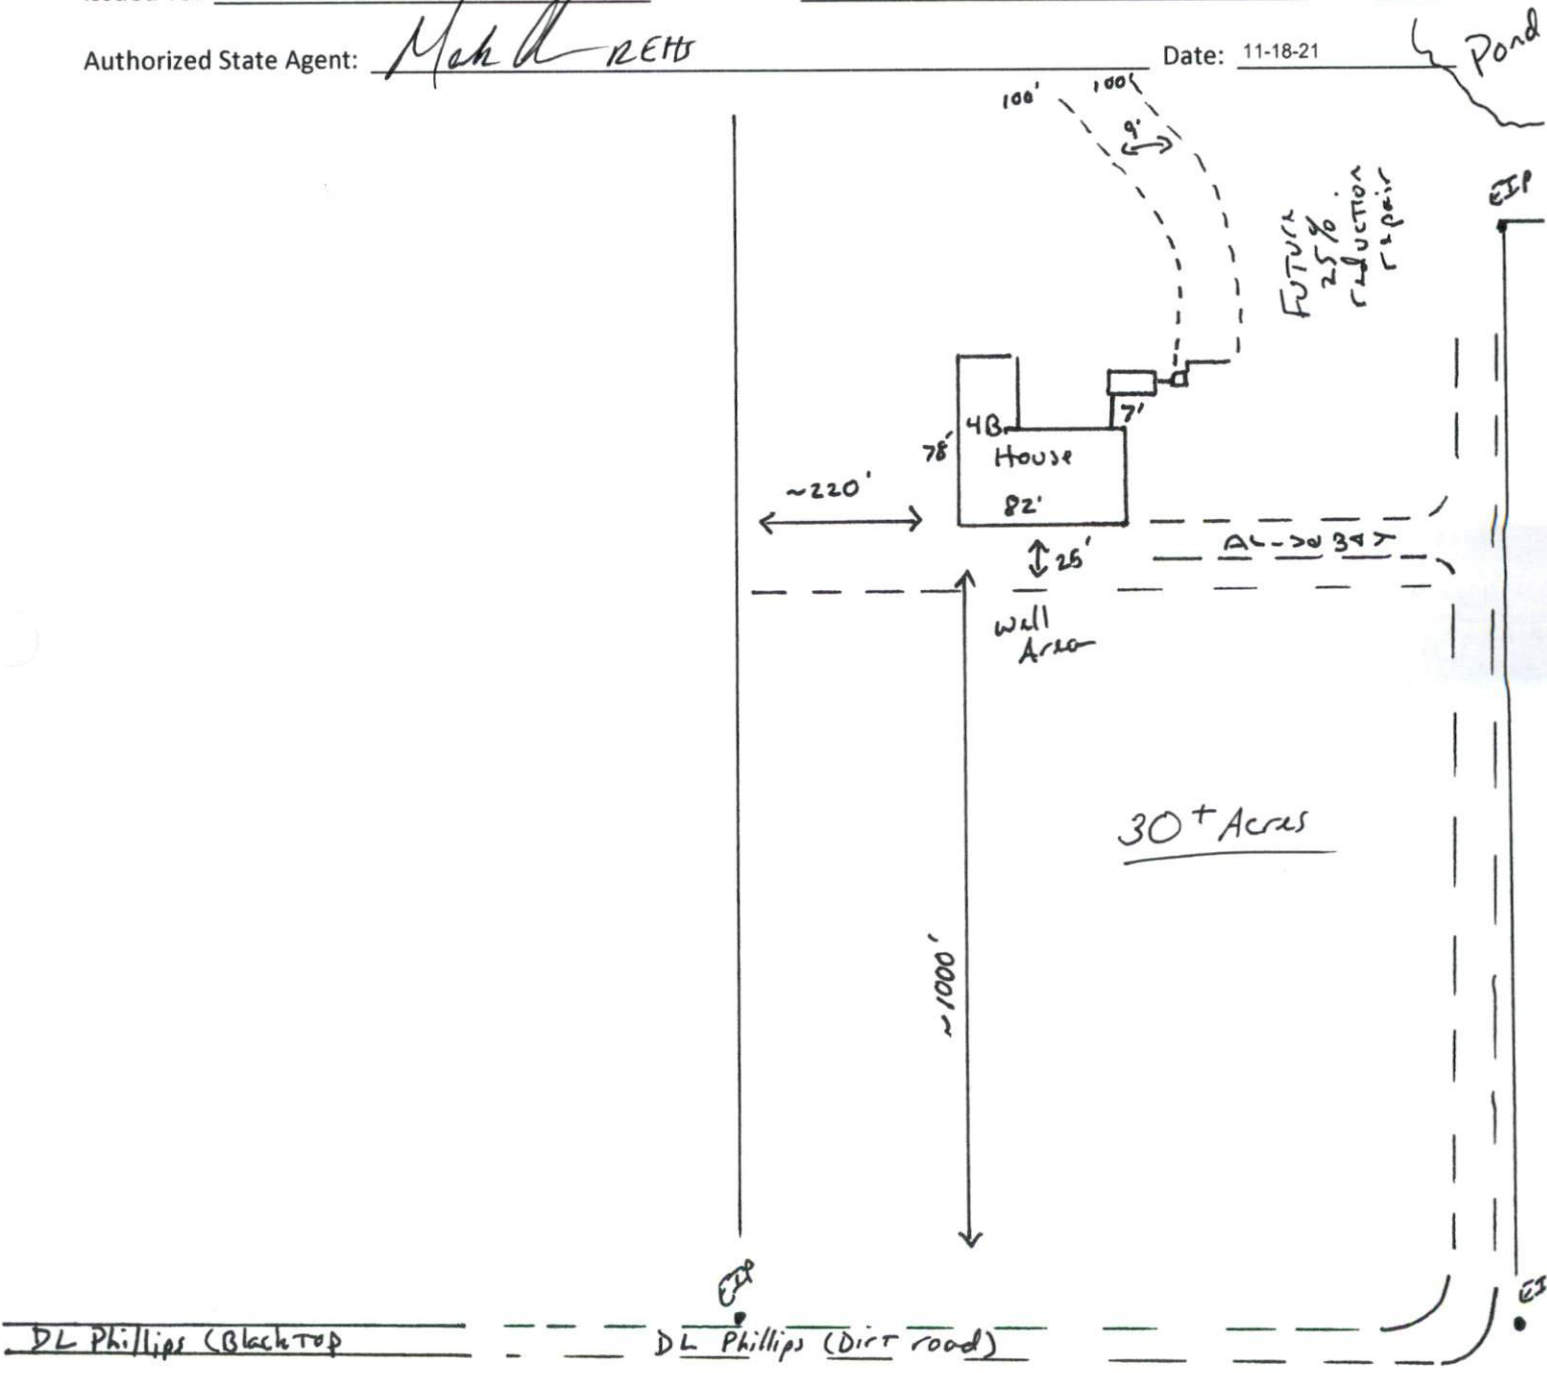 Authorized State Agent: REHS Date: 11-18-21
Pond
100' 100'
9'
EIP
Future
25%
reduction
repair
7'
4B
78'
House
82'
~220'
25'
Well
Area
30+ Acres
~1000'
EIP
DL Phillips (Blacktop
DL Phillips (Dirt road)